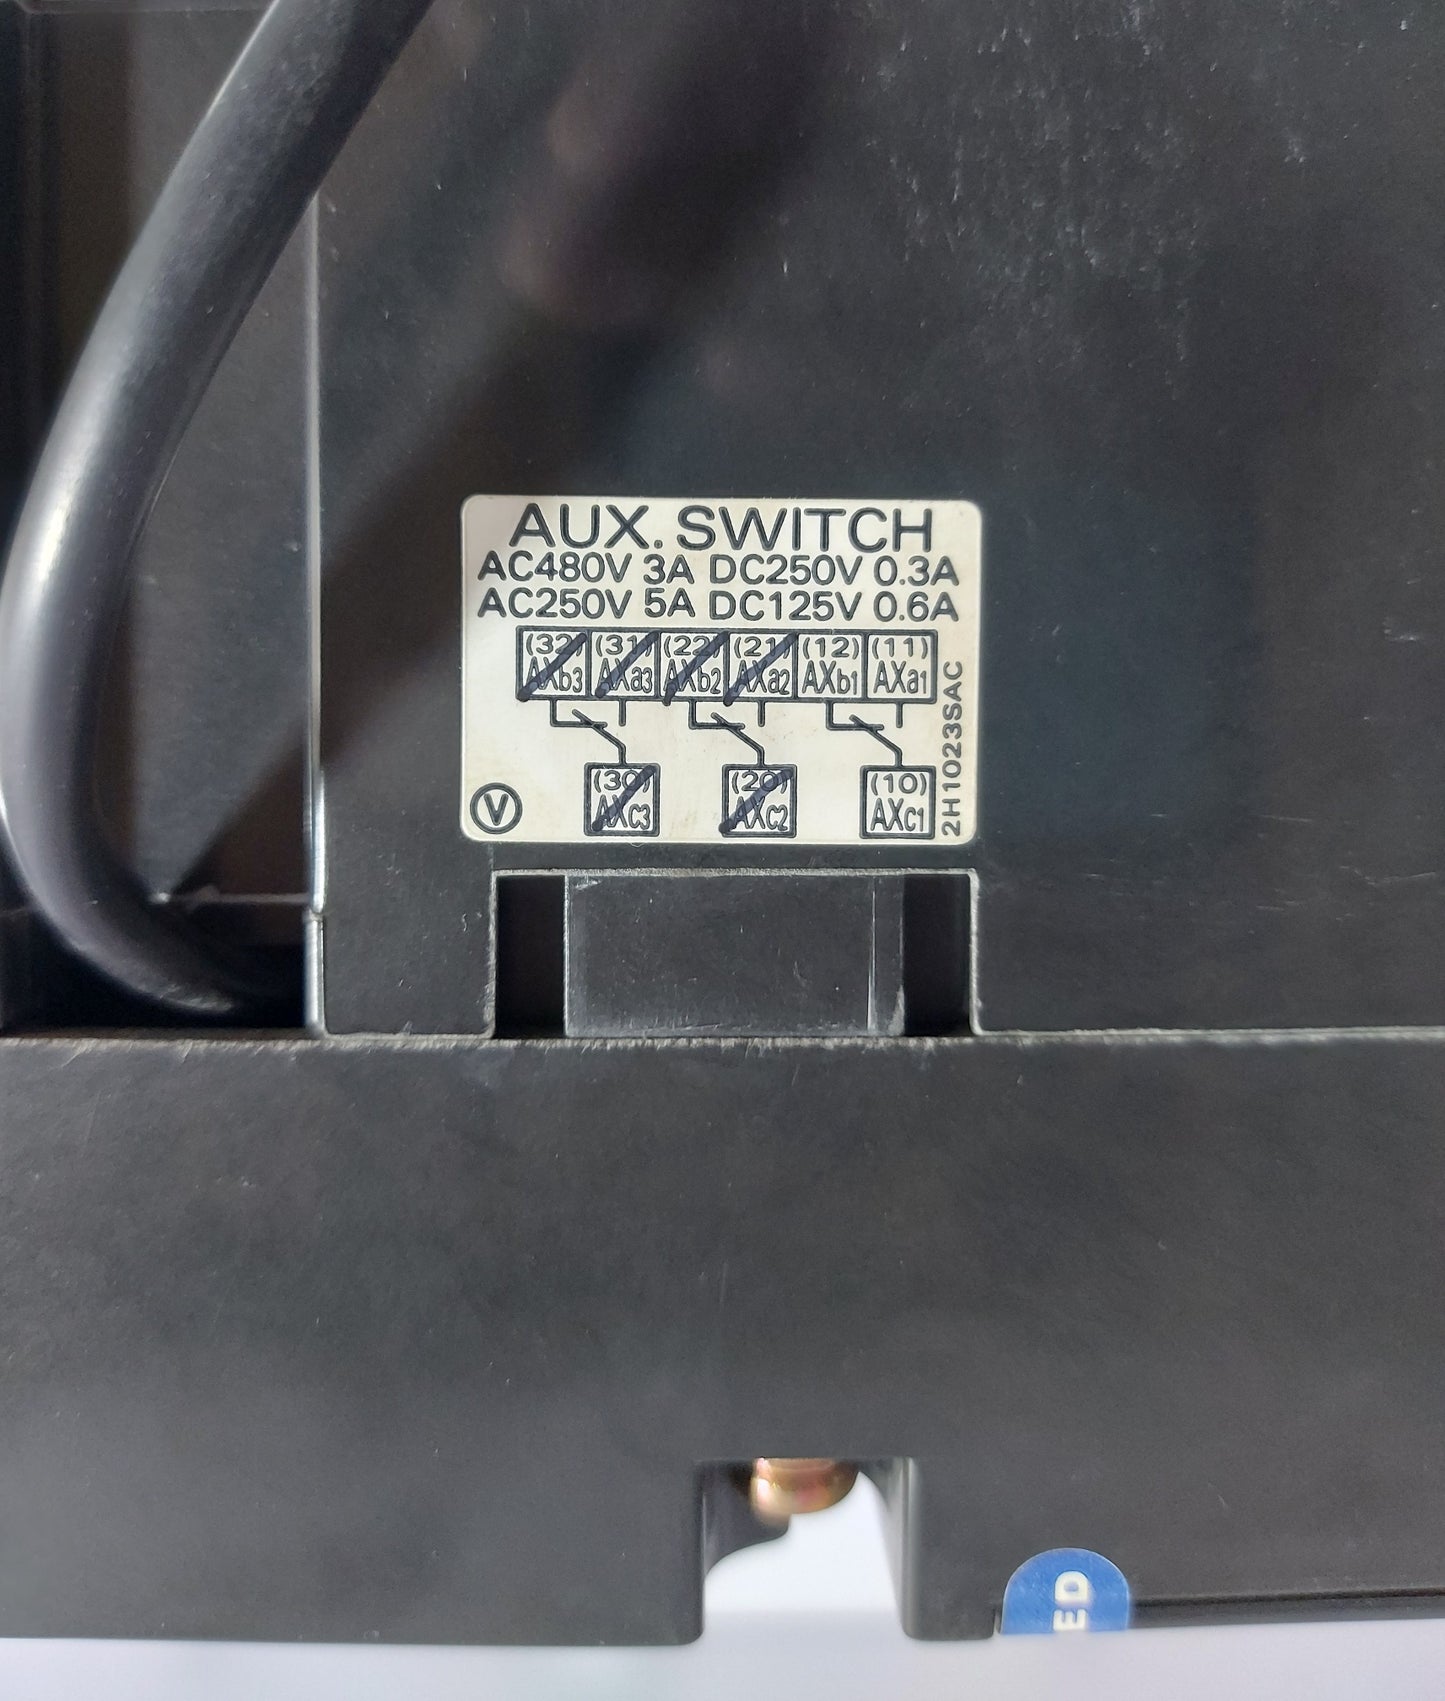 AUX. SWITCH
AC480V 3A DC250V 0.3A
AC250V 5A DC125V 0.6A
(32) (31) (22) (21) (12) (11)
AXb3 AXa3 AXb2 AXa2 AXb1 AXa1
(30) (20) (10)
AXc3 AXc2 AXc1
V
2H1023SAC
ED